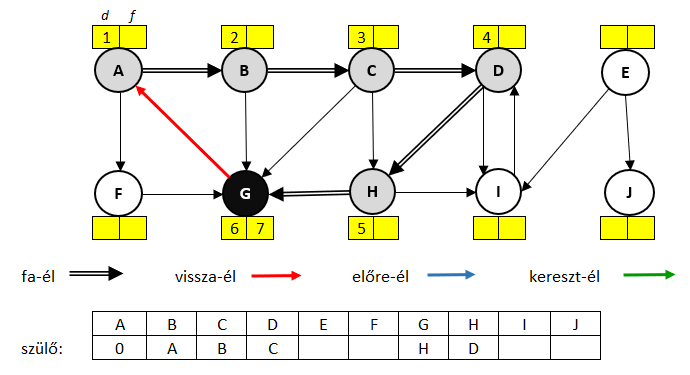 d f
1 2 3 4
A B C D E
F G H I J
6 7 5
fa-él vissza-él előre-él kereszt-él
A B C D E F G H I J
szülő: 0 A B C H D